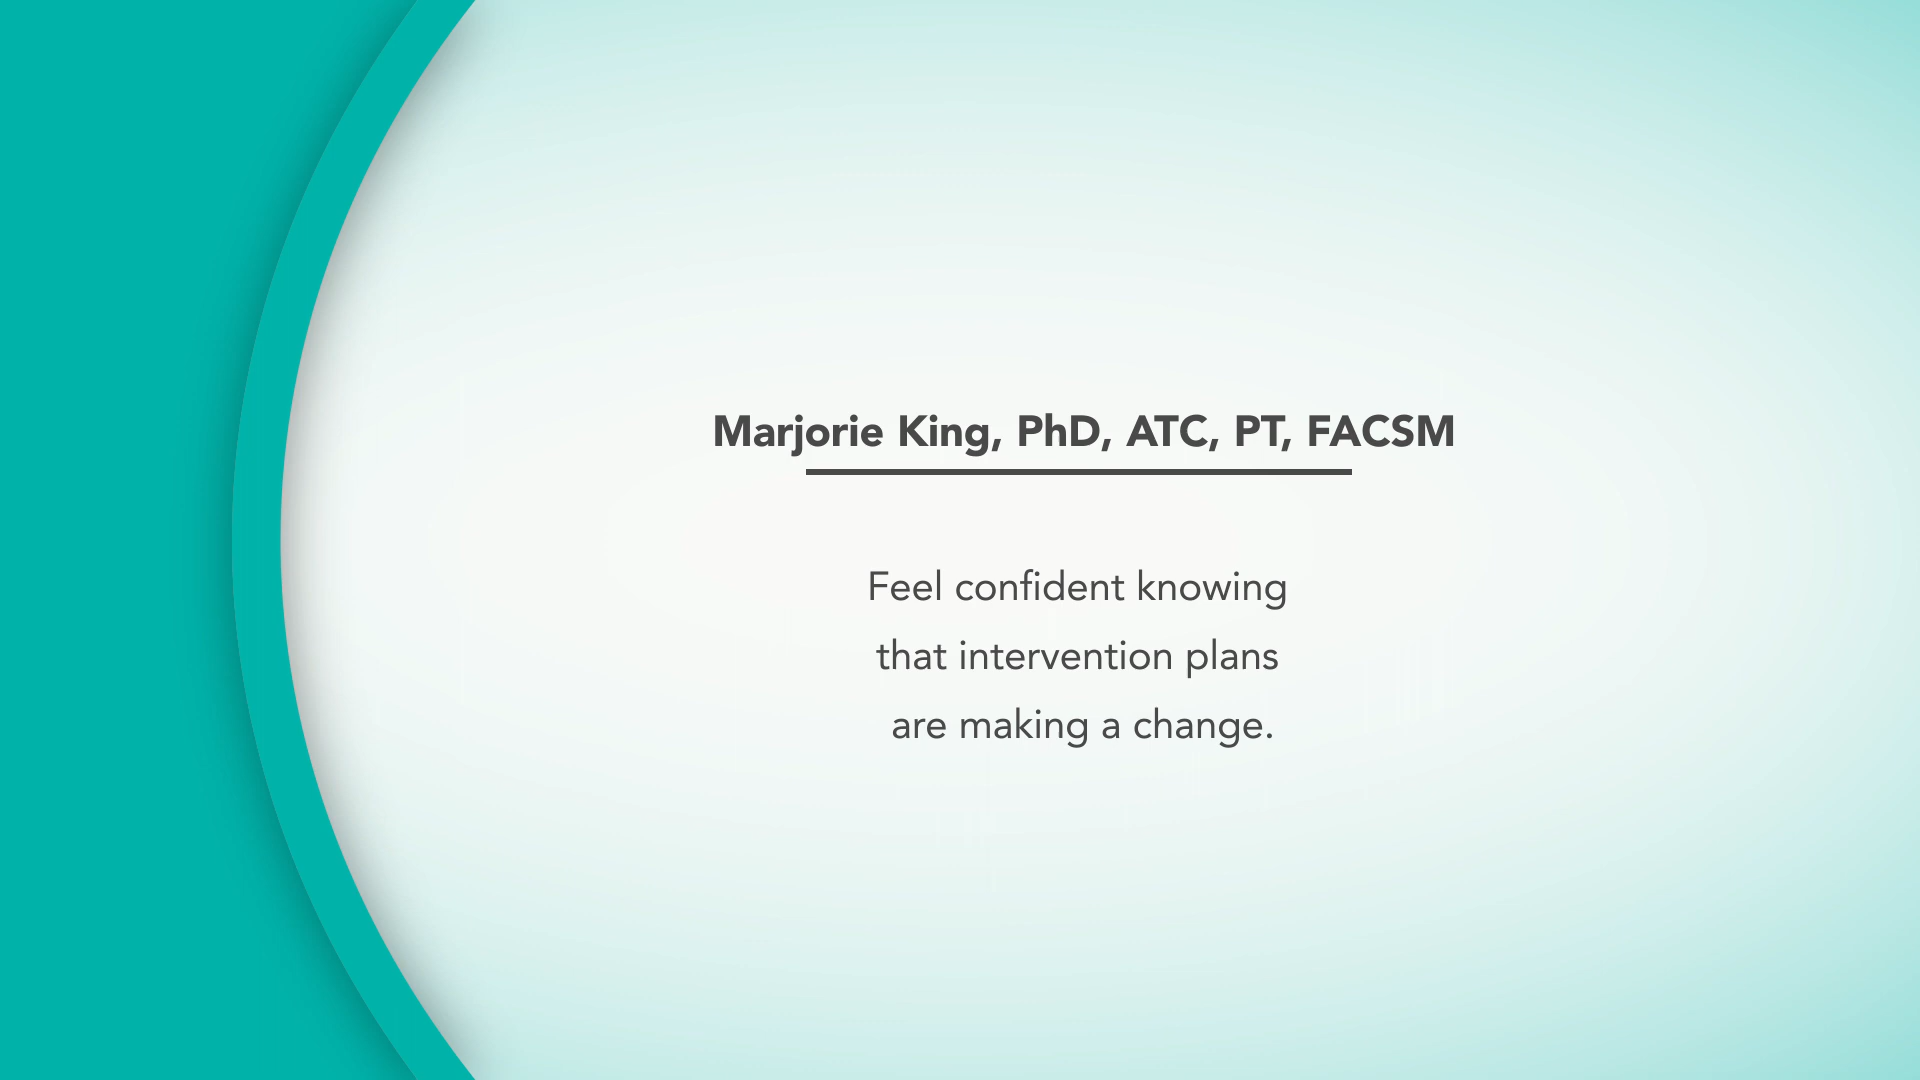 Marjorie King, PhD, ATC, PT, FACSM
Feel confident knowing
that intervention plans
are making a change.